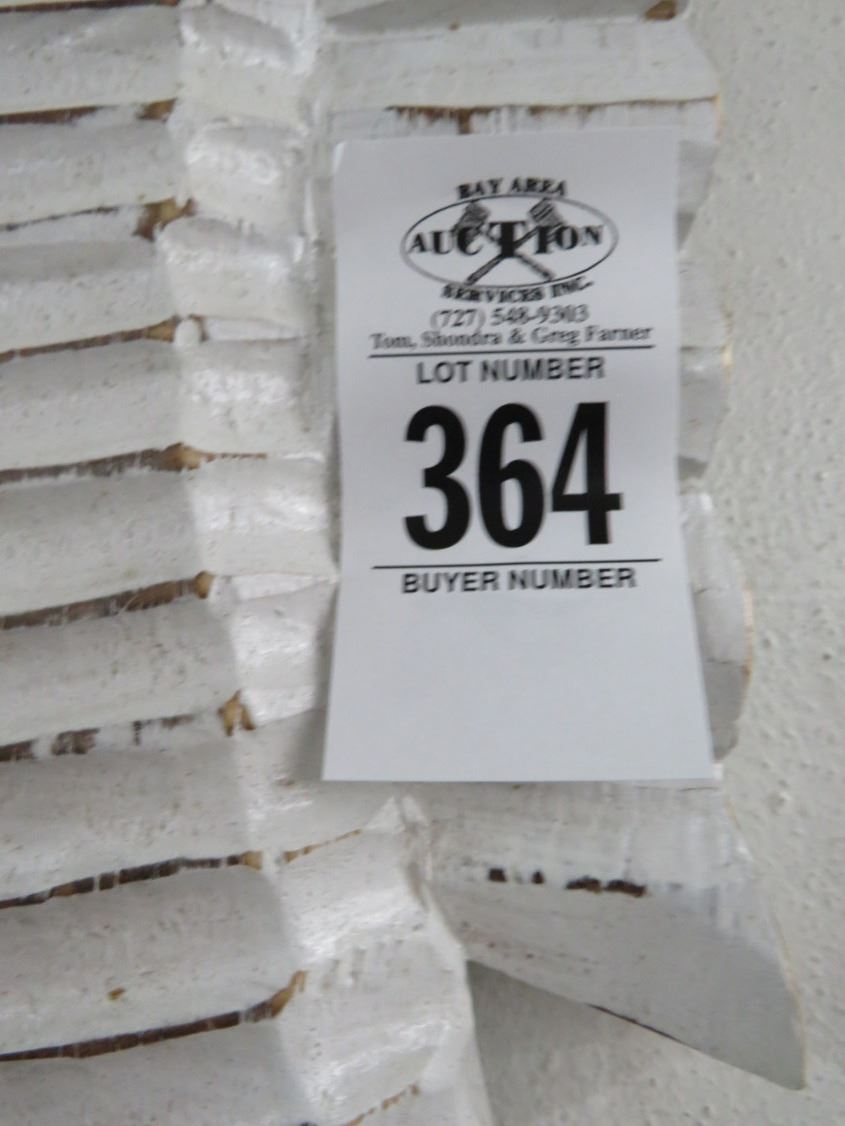 BAY AREA
AUCTION
SERVICES INC.
(727) 548-9303
Tom, Shondra & Greg Farner
LOT NUMBER
364
BUYER NUMBER